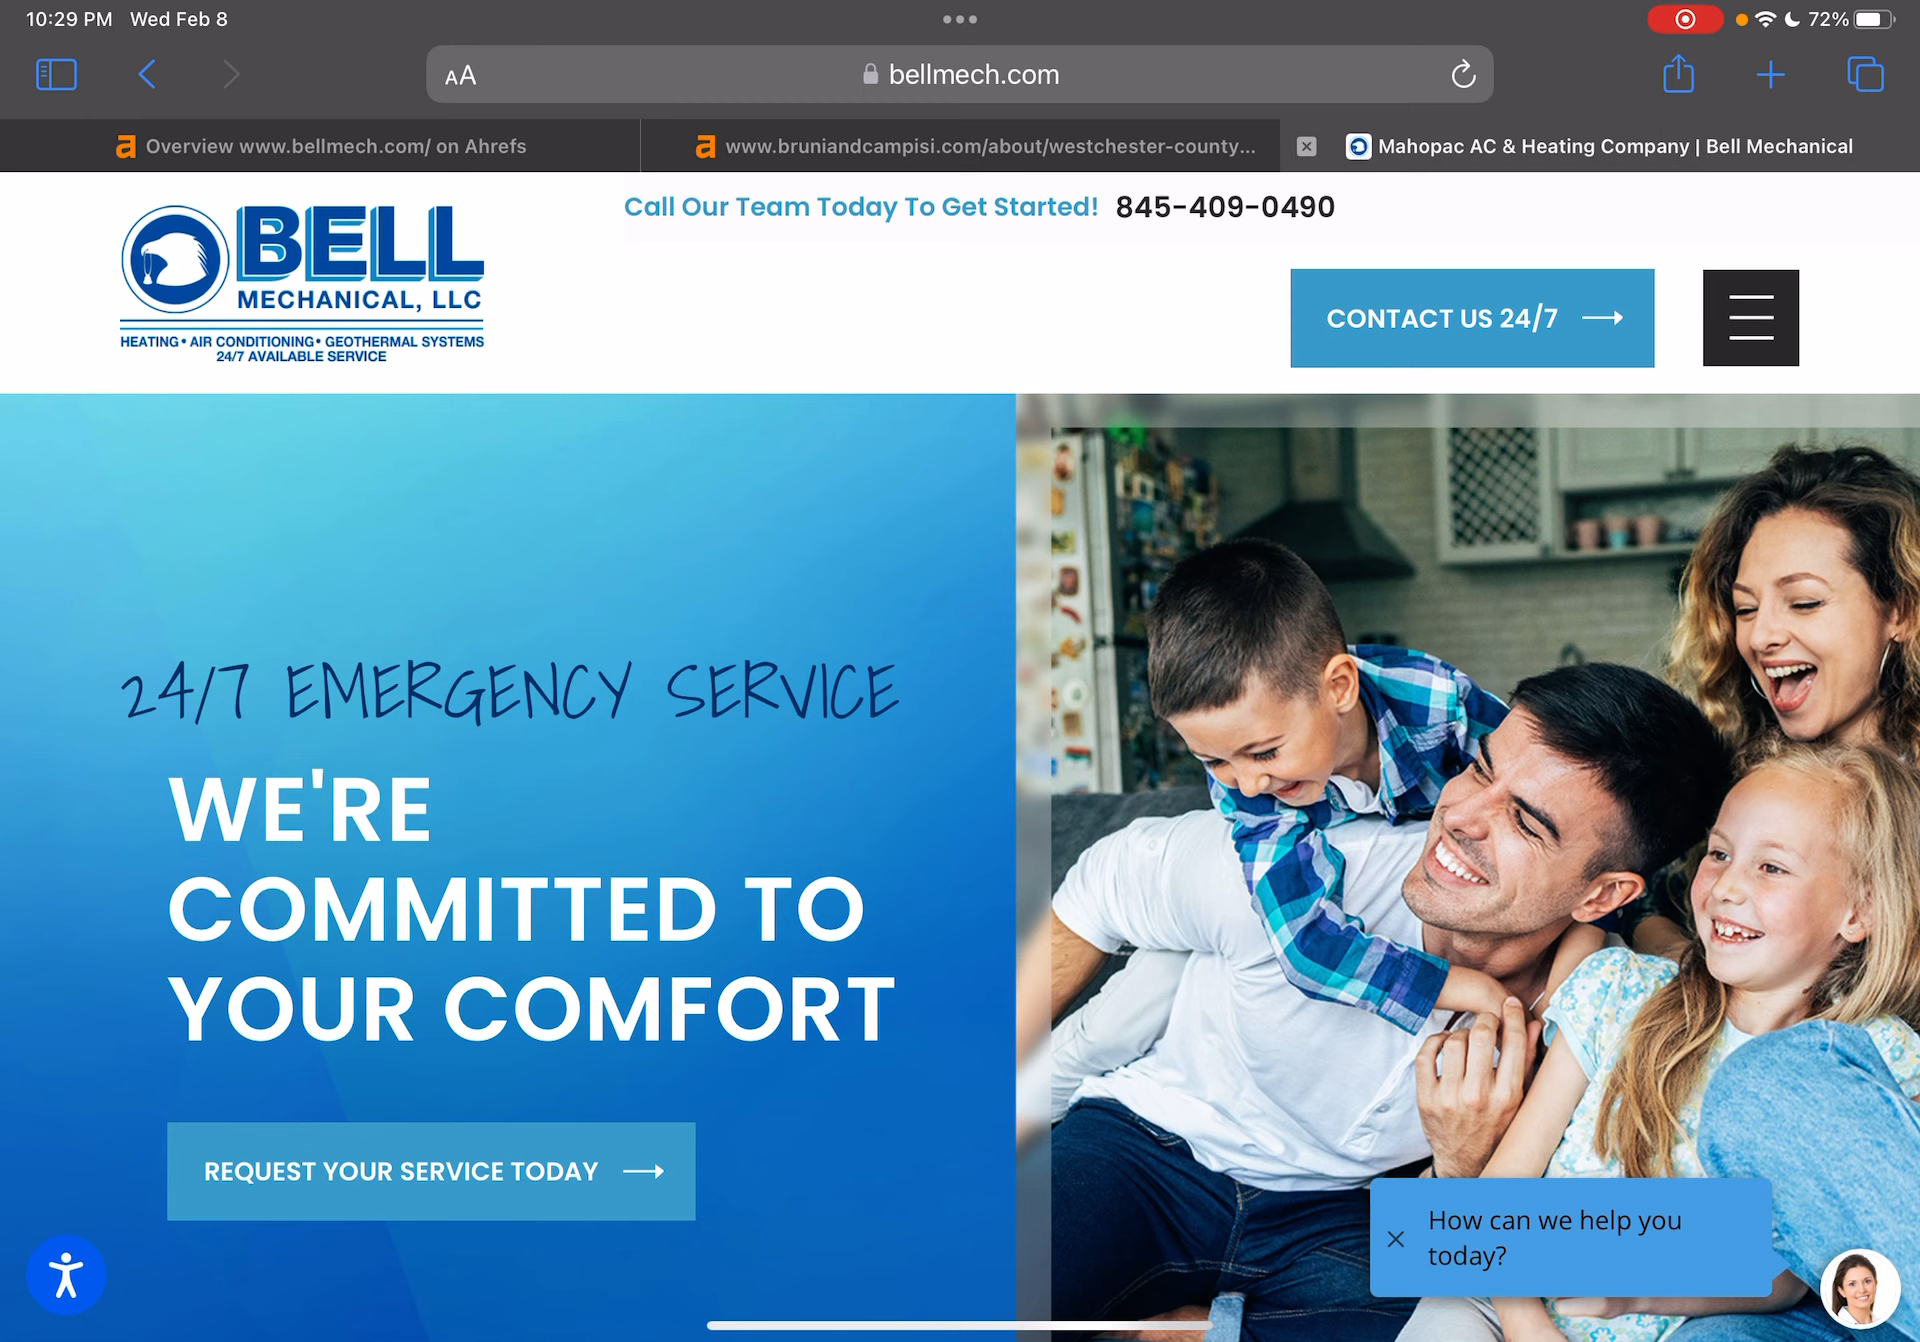 10:29 PM Wed Feb 8
72%
AA
bellmech.com
Overview www.bellmech.com/ on Ahrefs
www.bruniandcampisi.com/about/westchester-county...
Mahopac AC & Heating Company | Bell Mechanical
Call Our Team Today To Get Started! 845-409-0490
BELL
MECHANICAL, LLC
HEATING • AIR CONDITIONING • GEOTHERMAL SYSTEMS
24/7 AVAILABLE SERVICE
CONTACT US 24/7
24/7 EMERGENCY SERVICE
WE'RE
COMMITTED TO
YOUR COMFORT
REQUEST YOUR SERVICE TODAY
How can we help you
today?